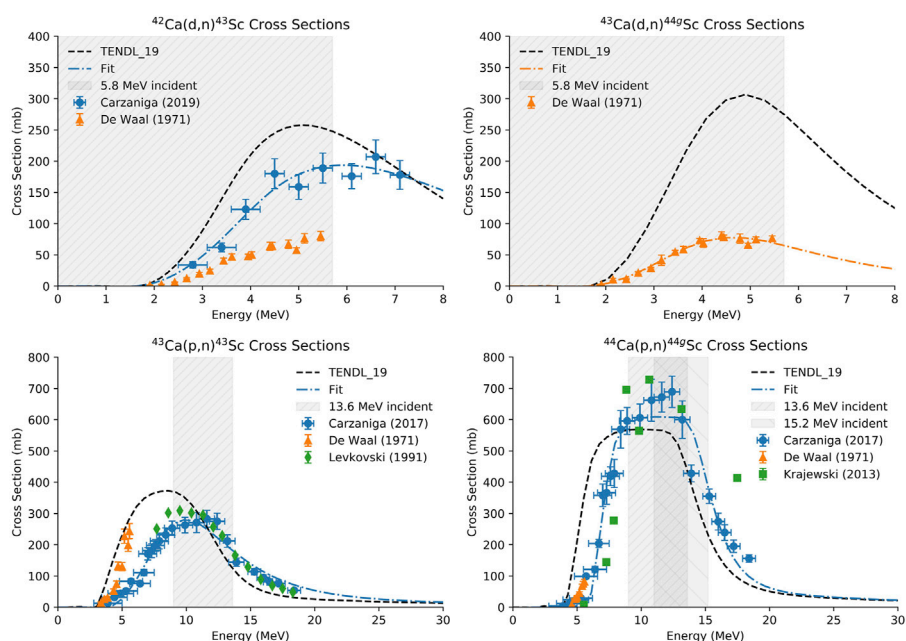 ⁴²Ca(d,n)⁴³Sc Cross Sections
TENDL_19
Fit
5.8 MeV incident
Carzaniga (2019)
De Waal (1971)
Cross Section (mb)
400
350
300
250
200
150
100
50
0
0 1 2 3 4 5 6 7 8
Energy (MeV)
⁴³Ca(d,n)⁴⁴ᵍSc Cross Sections
TENDL_19
Fit
5.8 MeV incident
De Waal (1971)
Cross Section (mb)
400
350
300
250
200
150
100
50
0
0 1 2 3 4 5 6 7 8
Energy (MeV)
⁴³Ca(p,n)⁴³Sc Cross Sections
TENDL_19
Fit
13.6 MeV incident
Carzaniga (2017)
De Waal (1971)
Levkovski (1991)
Cross Section (mb)
800
700
600
500
400
300
200
100
0
0 5 10 15 20 25 30
Energy (MeV)
⁴⁴Ca(p,n)⁴⁴ᵍSc Cross Sections
TENDL_19
Fit
13.6 MeV incident
15.2 MeV incident
Carzaniga (2017)
De Waal (1971)
Krajewski (2013)
Cross Section (mb)
800
700
600
500
400
300
200
100
0
0 5 10 15 20 25 30
Energy (MeV)